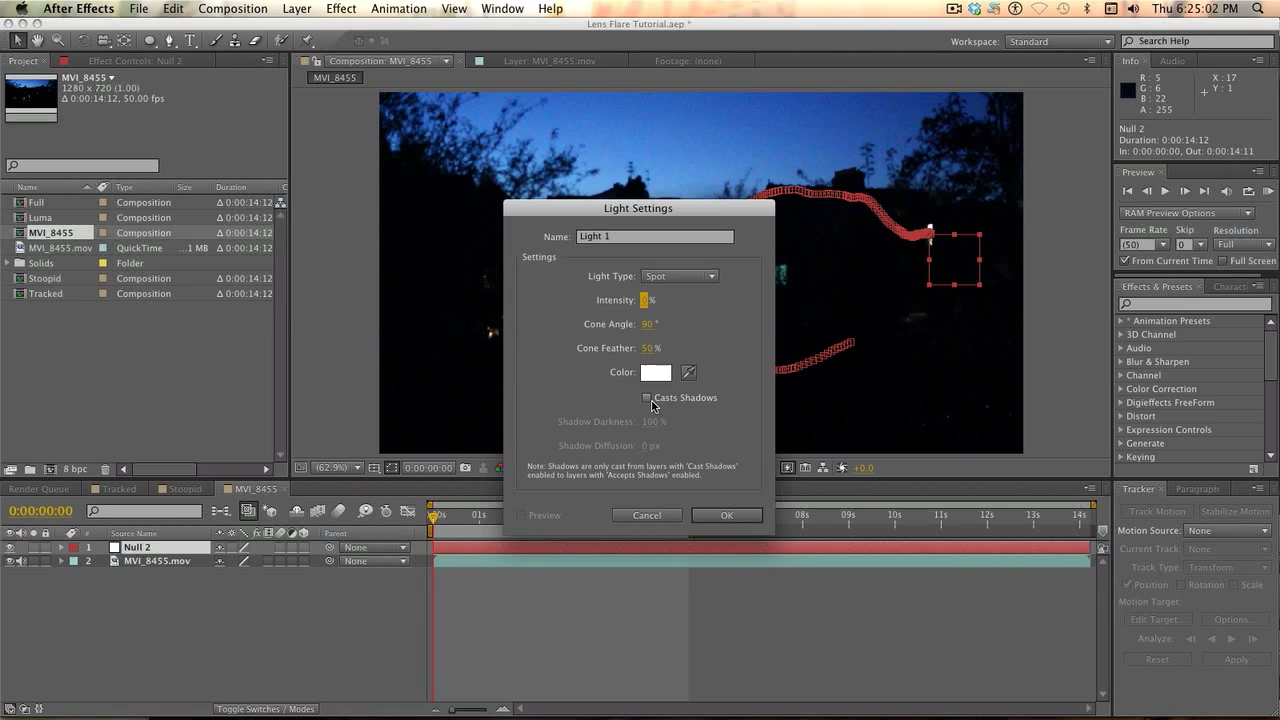 After Effects File Edit Composition Layer Effect Animation View Window Help Thu 6:25:02 PM
Lens Flare Tutorial.aep *
Workspace: Standard Search Help
Project Effect Controls: Null 2 Composition: MVI_8455 Layer: MVI_8455.mov Footage: (none) Info Audio
MVI_8455
1280 x 720 (1.00)
Δ 0:00:14:12, 50.00 fps
MVI_8455
R : 5
G : 6
B : 22
A : 255
X : 17
Y : 1
Null 2
Duration: 0:00:14:12
In: 0:00:00:00, Out: 0:00:14:11
Preview
RAM Preview Options
Frame Rate Skip Resolution
(50) 0 Full
From Current Time Full Screen
Effects & Presets Charact
* Animation Presets
3D Channel
Audio
Blur & Sharpen
Channel
Color Correction
Digieffects FreeForm
Distort
Expression Controls
Generate
Keying
Name Type Size Duration C
Full Composition Δ 0:00:14:12
Luma Composition Δ 0:00:14:12
MVI_8455 Composition Δ 0:00:14:12
MVI_8455.mov QuickTime ...1 MB Δ 0:00:14:12
Solids Folder
Stoopid Composition Δ 0:00:14:12
Tracked Composition Δ 0:00:14:12
8 bpc
Light Settings
Name: Light 1
Settings
Light Type: Spot
Intensity: %
Cone Angle: 90 °
Cone Feather: 50 %
Color:
Casts Shadows
Shadow Darkness: 100 %
Shadow Diffusion: 0 px
Note: Shadows are only cast from layers with 'Cast Shadows'
enabled to layers with 'Accepts Shadows' enabled.
Preview Cancel OK
(62.9%) 0:00:00:00 +0.0
Render Queue Tracked Stoopid MVI_8455
0:00:00:00
00s 01s 08s 09s 10s 11s 12s 13s 14s
# Source Name Parent
1 Null 2 None
2 MVI_8455.mov None
Toggle Switches / Modes
Tracker Paragraph
Track Motion Stabilize Motion
Motion Source: None
Current Track: None
Track Type: Transform
Position Rotation Scale
Motion Target:
Edit Target... Options...
Analyze:
Reset Apply